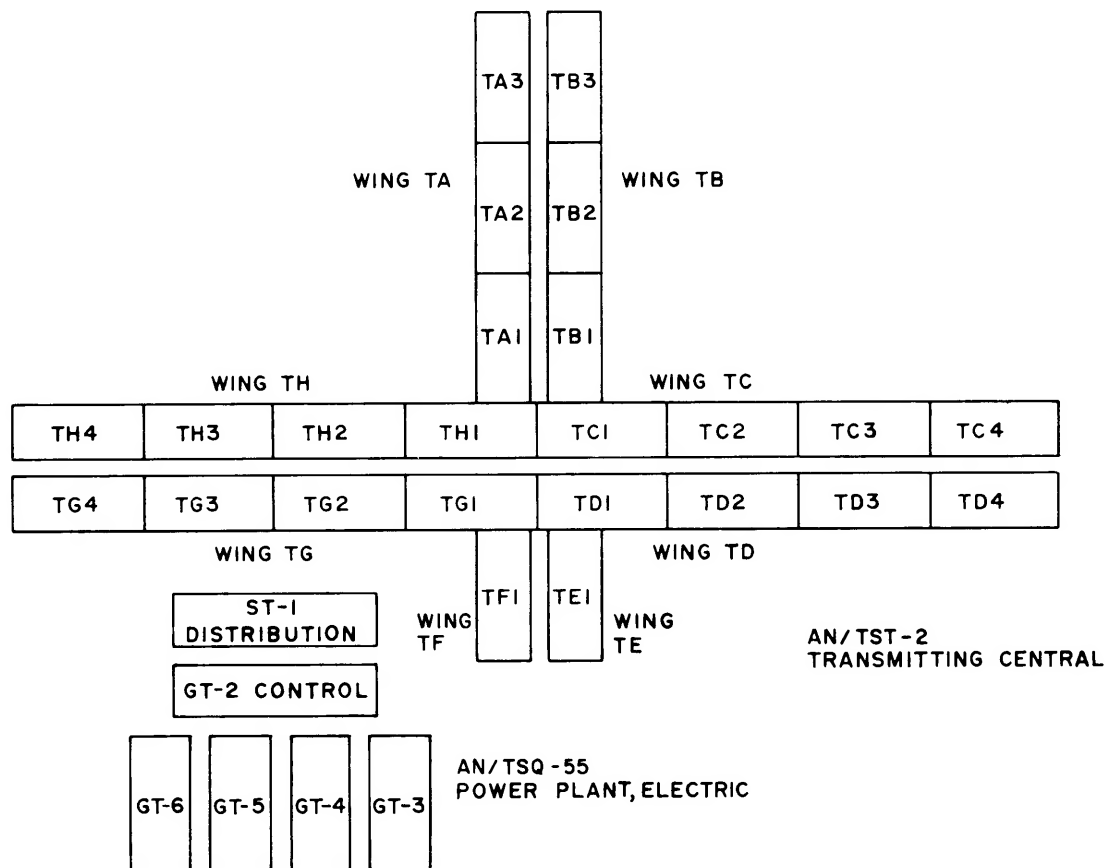 TA3 TB3
WING TA WING TB
TA2 TB2
TA1 TB1
WING TH WING TC
TH4 TH3 TH2 TH1 TC1 TC2 TC3 TC4
TG4 TG3 TG2 TG1 TD1 TD2 TD3 TD4
WING TG WING TD
ST-1
DISTRIBUTION
WING
TF
TF1 TE1
WING
TE
AN/TST-2
TRANSMITTING CENTRAL
GT-2 CONTROL
AN/TSQ-55
POWER PLANT, ELECTRIC
GT-6 GT-5 GT-4 GT-3